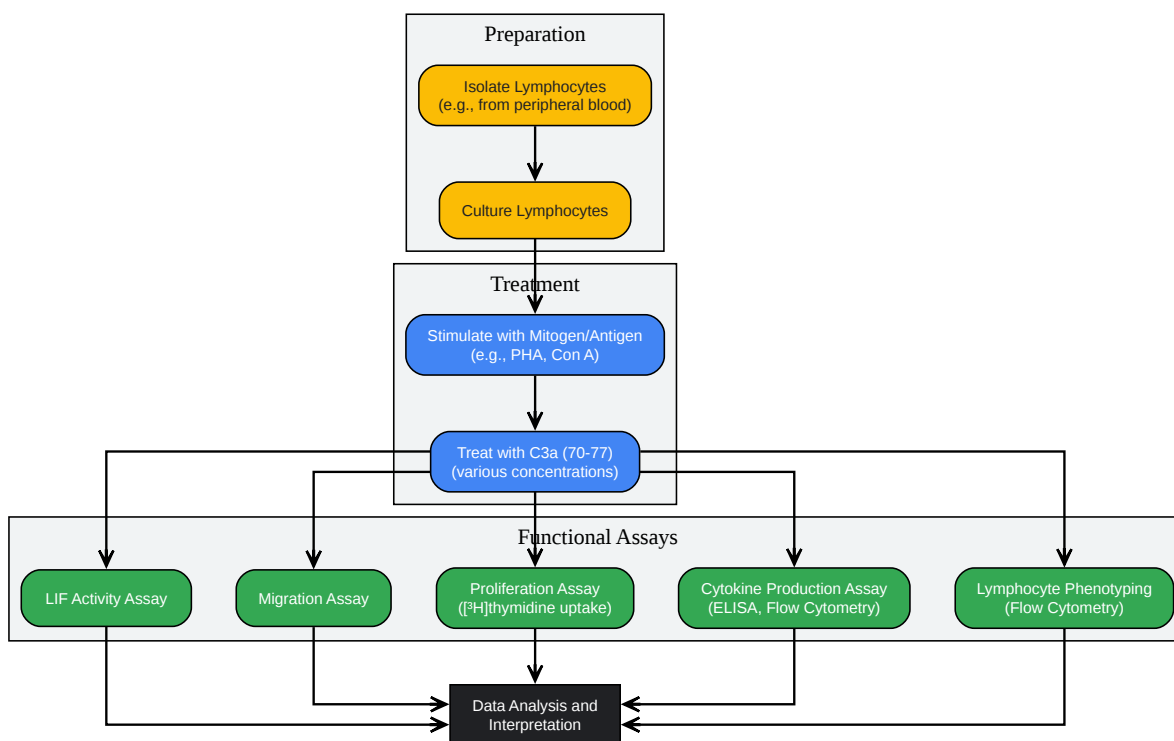 Preparation
Isolate Lymphocytes
(e.g., from peripheral blood)
Culture Lymphocytes
Treatment
Stimulate with Mitogen/Antigen
(e.g., PHA, Con A)
Treat with C3a (70-77)
(various concentrations)
Functional Assays
LIF Activity Assay
Migration Assay
Proliferation Assay
([³H]thymidine uptake)
Cytokine Production Assay
(ELISA, Flow Cytometry)
Lymphocyte Phenotyping
(Flow Cytometry)
Data Analysis and
Interpretation